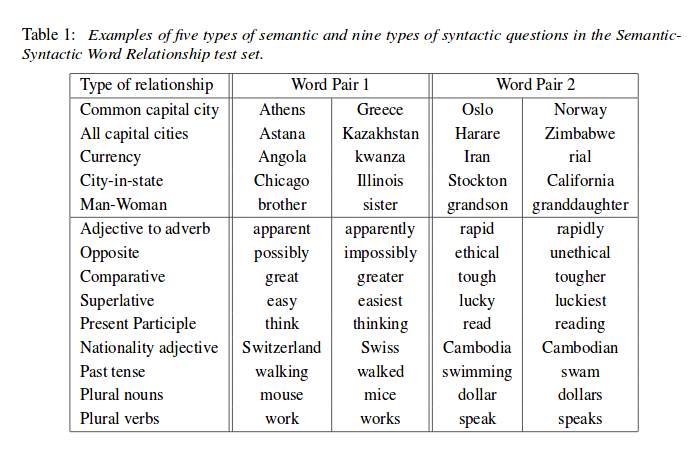 Table 1: Examples of five types of semantic and nine types of syntactic questions in the Semantic-
Syntactic Word Relationship test set.
Type of relationship Word Pair 1 Word Pair 2
Common capital city Athens Greece Oslo Norway
All capital cities Astana Kazakhstan Harare Zimbabwe
Currency Angola kwanza Iran rial
City-in-state Chicago Illinois Stockton California
Man-Woman brother sister grandson granddaughter
Adjective to adverb apparent apparently rapid rapidly
Opposite possibly impossibly ethical unethical
Comparative great greater tough tougher
Superlative easy easiest lucky luckiest
Present Participle think thinking read reading
Nationality adjective Switzerland Swiss Cambodia Cambodian
Past tense walking walked swimming swam
Plural nouns mouse mice dollar dollars
Plural verbs work works speak speaks